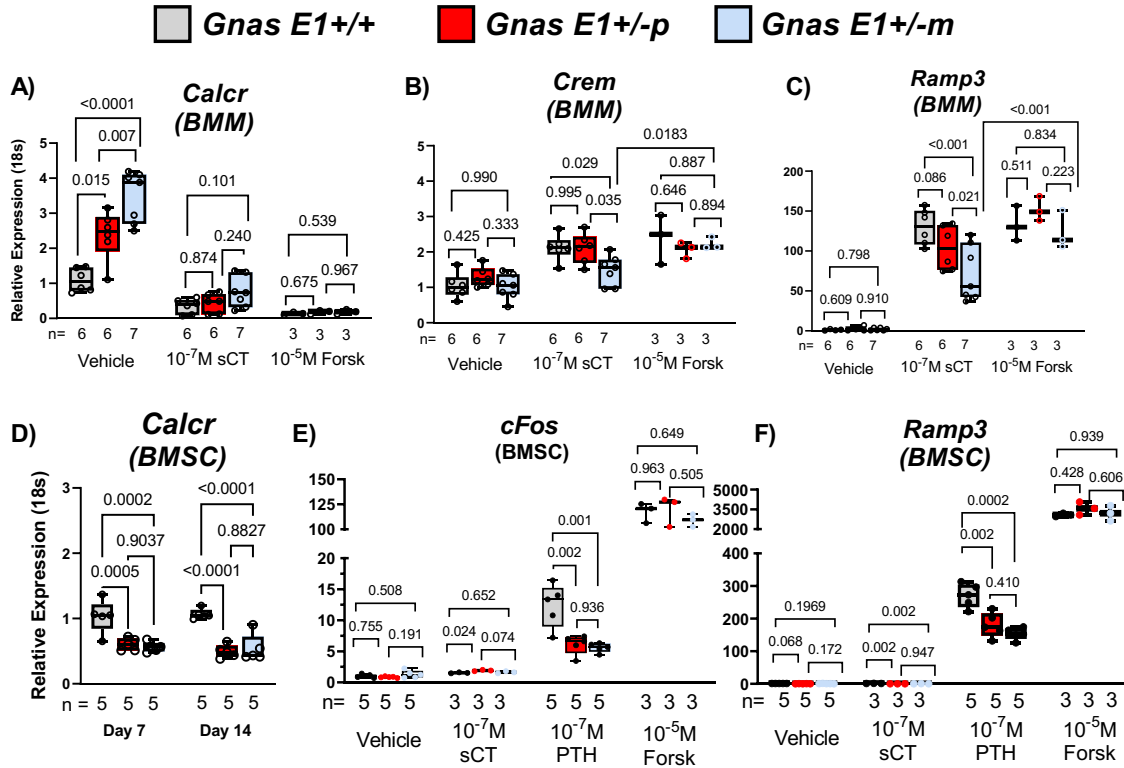 Gnas E1+/+ Gnas E1+/-p Gnas E1+/-m
A)
Calcr
(BMM)
Relative Expression (18s)
5
4
3
2
1
0
<0.0001
0.007
0.015
0.101
0.240
0.874
0.539
0.967
0.675
n= 6 6 7 6 6 7 3 3 3
Vehicle 10-7M sCT 10-5M Forsk
B)
Crem
(BMM)
5
4
3
2
1
0
0.990
0.333
0.425
0.0183
0.029
0.995 0.035
0.887
0.646
0.894
n= 6 6 7 6 6 7 3 3 3
Vehicle 10-7M sCT 10-5M Forsk
C)
Ramp3
(BMM)
200
150
100
50
0
0.798
0.609 0.910
<0.001
<0.001
0.086
0.021
0.834
0.511
0.223
n= 6 6 7 6 6 7 3 3 3
Vehicle 10-7M sCT 10-5M Forsk
D)
Calcr
(BMSC)
Relative Expression (18s)
3
2
1
0
0.0002
0.9037
0.0005
<0.0001
0.8827
<0.0001
n = 5 5 5 5 5 5
Day 7 Day 14
E)
cFos
(BMSC)
150
125
100
25
20
15
10
5
0
0.508
0.755 0.191
0.652
0.024 0.074
0.001
0.002
0.936
0.649
0.963
0.505
n= 5 5 5 3 3 3 5 5 5 3 3 3
Vehicle
10-7M
sCT
10-7M
PTH
10-5M
Forsk
F)
Ramp3
(BMSC)
5000
4000
3000
2000
400
300
200
100
0
0.1969
0.068
0.172
0.002
0.002
0.947
0.0002
0.002
0.410
0.939
0.428
0.606
n= 5 5 5 3 3 3 5 5 5 3 3 3
Vehicle
10-7M
sCT
10-7M
PTH
10-5M
Forsk